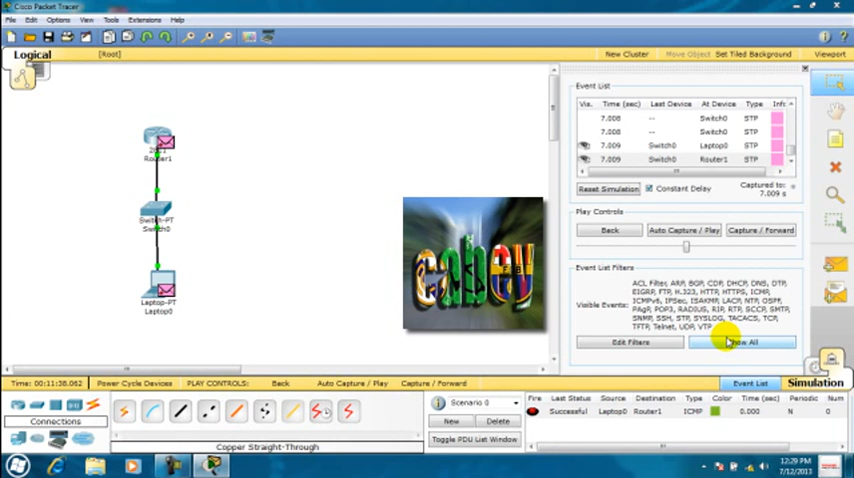 Cisco Packet Tracer
File Edit Options View Tools Extensions Help
Logical [Root] New Cluster Move Object Set Tiled Background Viewport
Event List
Vis. Time (sec) Last Device At Device Type Info
7.008 -- Switch0 STP
7.008 -- Switch0 STP
7.009 Switch0 Laptop0 STP
7.009 Switch0 Router1 STP
Reset Simulation Constant Delay Captured to:
7.009 s
Play Controls
Back Auto Capture / Play Capture / Forward
Event List Filters
Visible Events:
ACL Filter, ARP, BGP, CDP, DHCP, DNS, DTP,
EIGRP, FTP, H.323, HTTP, HTTPS, ICMP,
ICMPv6, IPSec, ISAKMP, LACP, NTP, OSPF,
PAgP, POP3, RADIUS, RIP, RTP, SCCP, SMTP,
SNMP, SSH, STP, SYSLOG, TACACS, TCP,
TFTP, Telnet, UDP, VTP
Edit Filters Show All
Router1
Switch-PT
Switch0
Laptop-PT
Laptop0
cabey
Time: 00:11:38.062 Power Cycle Devices PLAY CONTROLS: Back Auto Capture / Play Capture / Forward Event List Simulation
Connections
Copper Straight-Through
Scenario 0
New Delete
Toggle PDU List Window
Fire Last Status Source Destination Type Color Time (sec) Periodic Num
Successful Laptop0 Router1 ICMP 0.000 N 0
12:29 PM
7/12/2013